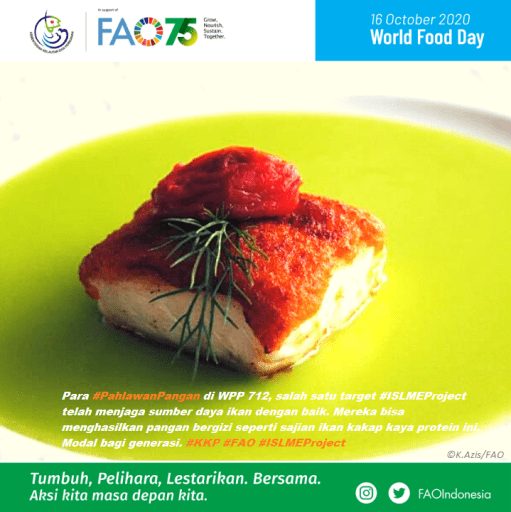 In support of
FAO75
Grow,
Nourish,
Sustain.
Together.
16 October 2020
World Food Day
Para #PahlawanPangan di WPP 712, salah satu target #ISLMEProject
telah menjaga sumber daya ikan dengan baik. Mereka bisa
menghasilkan pangan bergizi seperti sajian ikan kakap kaya protein ini.
Modal bagi generasi. #KKP #FAO #ISLMEProject
©K.Azis/FAO
Tumbuh, Pelihara, Lestarikan. Bersama.
Aksi kita masa depan kita.
FAOIndonesia